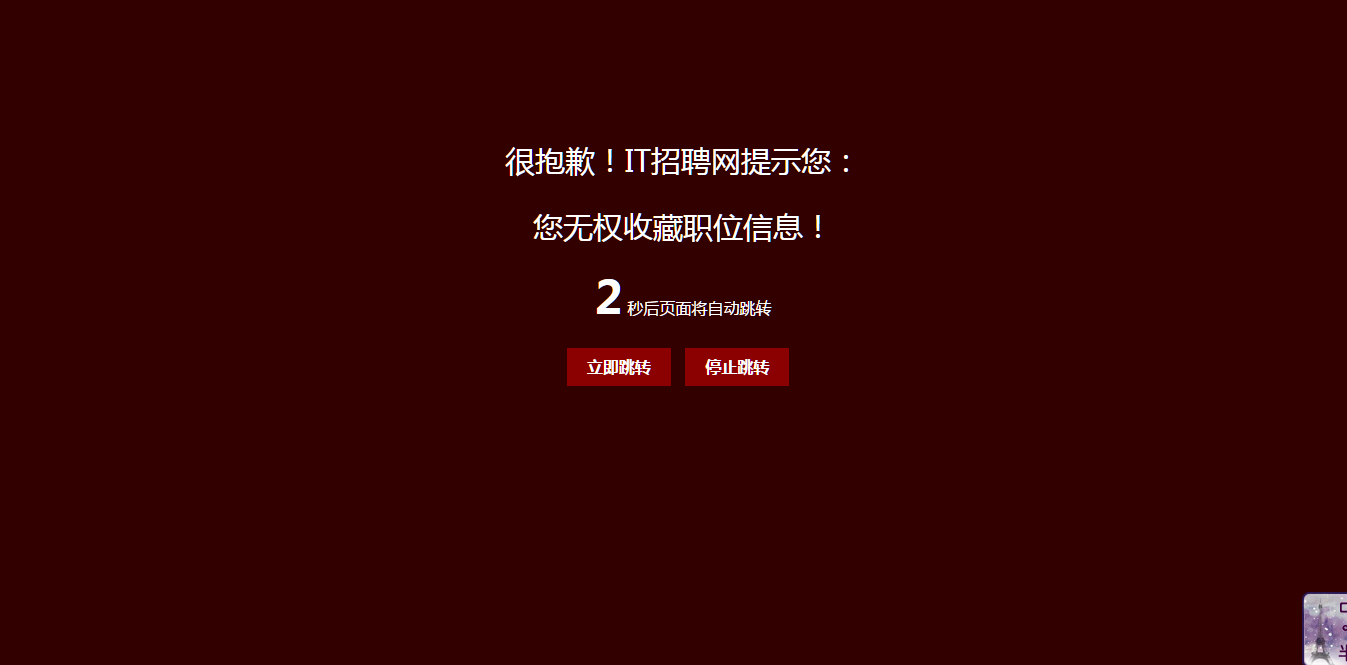 很抱歉！IT招聘网提示您：
您无权收藏职位信息！
2 秒后页面将自动跳转
立即跳转 停止跳转